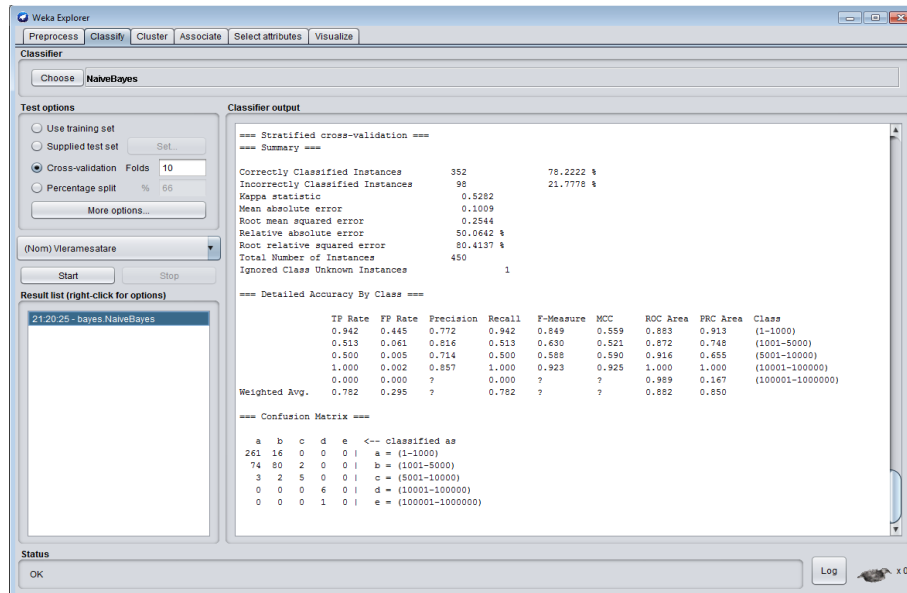 Weka Explorer
Preprocess Classify Cluster Associate Select attributes Visualize
Classifier
Choose NaiveBayes
Test options
Use training set
Supplied test set Set...
Cross-validation Folds 10
Percentage split % 66
More options...
(Nom) Vleramesatare
Start Stop
Result list (right-click for options)
21:20:25 - bayes.NaiveBayes
Classifier output
=== Stratified cross-validation ===
=== Summary ===
Correctly Classified Instances 352 78.2222 %
Incorrectly Classified Instances 98 21.7778 %
Kappa statistic 0.5282
Mean absolute error 0.1009
Root mean squared error 0.2544
Relative absolute error 50.0642 %
Root relative squared error 80.4137 %
Total Number of Instances 450
Ignored Class Unknown Instances 1
=== Detailed Accuracy By Class ===
TP Rate FP Rate Precision Recall F-Measure MCC ROC Area PRC Area Class
0.942 0.445 0.772 0.942 0.849 0.559 0.883 0.913 (1-1000)
0.513 0.061 0.816 0.513 0.630 0.521 0.872 0.748 (1001-5000)
0.500 0.005 0.714 0.500 0.588 0.590 0.916 0.655 (5001-10000)
1.000 0.002 0.857 1.000 0.923 0.925 1.000 1.000 (10001-100000)
0.000 0.000 ? 0.000 ? ? 0.989 0.167 (100001-1000000)
Weighted Avg. 0.782 0.295 ? 0.782 ? ? 0.882 0.850
=== Confusion Matrix ===
a b c d e <-- classified as
261 16 0 0 0 | a = (1-1000)
74 80 2 0 0 | b = (1001-5000)
3 2 5 0 0 | c = (5001-10000)
0 0 0 6 0 | d = (10001-100000)
0 0 0 1 0 | e = (100001-1000000)
Status
OK
Log x 0